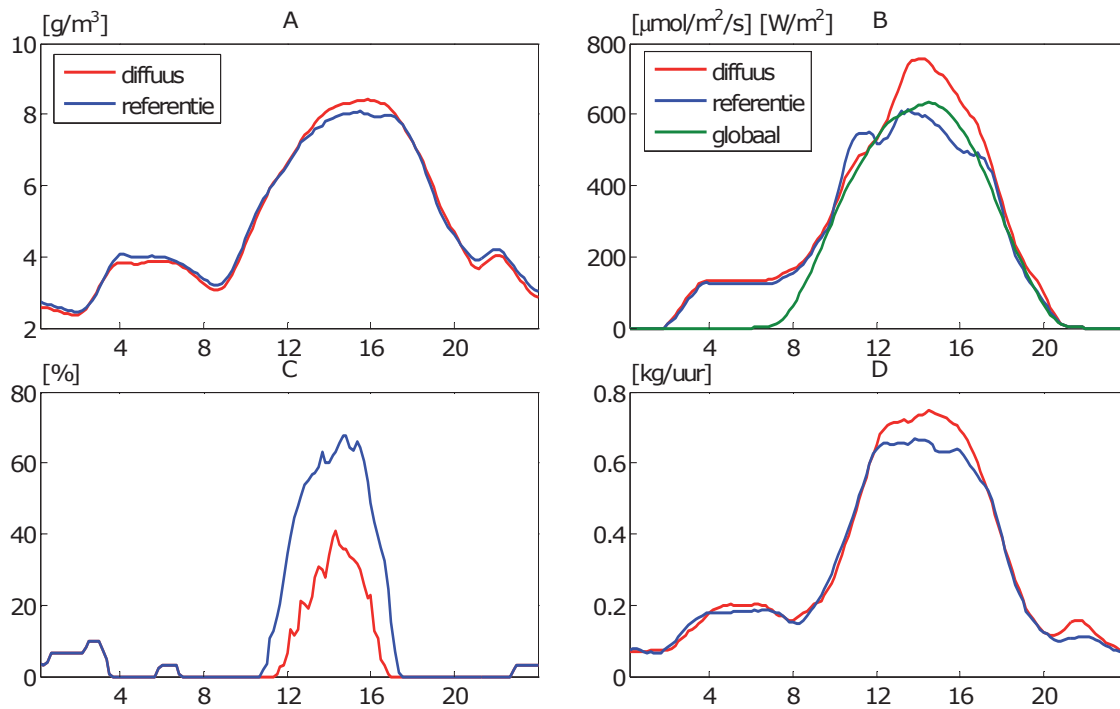 [g/m³]
A
10
8
6
4
2
diffuus
referentie
4 8 12 16 20
[μmol/m²/s] [W/m²]
B
800
600
400
200
0
diffuus
referentie
globaal
4 8 12 16 20
[%]
C
80
60
40
20
0
4 8 12 16 20
[kg/uur]
D
0.8
0.6
0.4
0.2
0
4 8 12 16 20